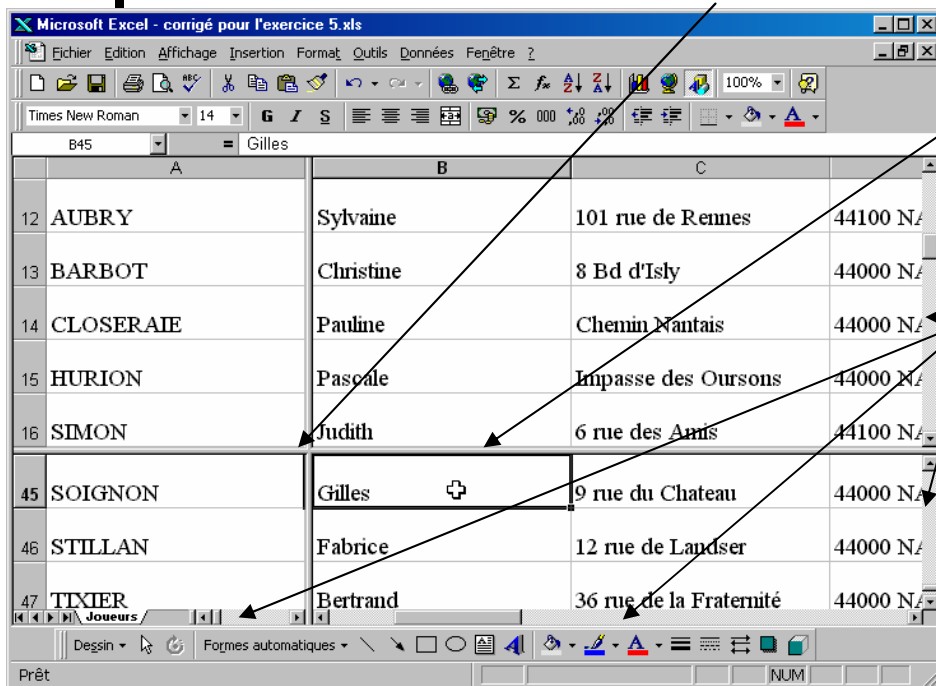 Microsoft Excel - corrigé pour l'exercice 5.xls
Fichier Edition Affichage Insertion Format Outils Données Fenêtre ?
100%
Times New Roman 14 G I S % 000
B45 = Gilles
A B C
12 AUBRY Sylvaine 101 rue de Rennes 44100 NA
13 BARBOT Christine 8 Bd d'Isly 44000 NA
14 CLOSERAIE Pauline Chemin Nantais 44000 NA
15 HURION Pascale Impasse des Oursons 44000 NA
16 SIMON Judith 6 rue des Amis 44100 NA
45 SOIGNON Gilles 9 rue du Chateau 44000 NA
46 STILLAN Fabrice 12 rue de Landser 44000 NA
47 TIXIER Bertrand 36 rue de la Fraternité 44000 NA
Joueurs
Dessin Formes automatiques
Prêt NUM